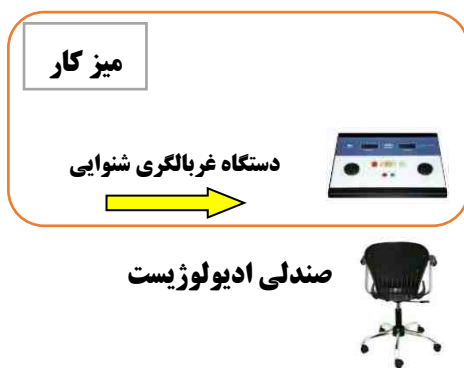 میز کار
دستگاه غربالگری شنوایی
صندلی ادیولوژیست